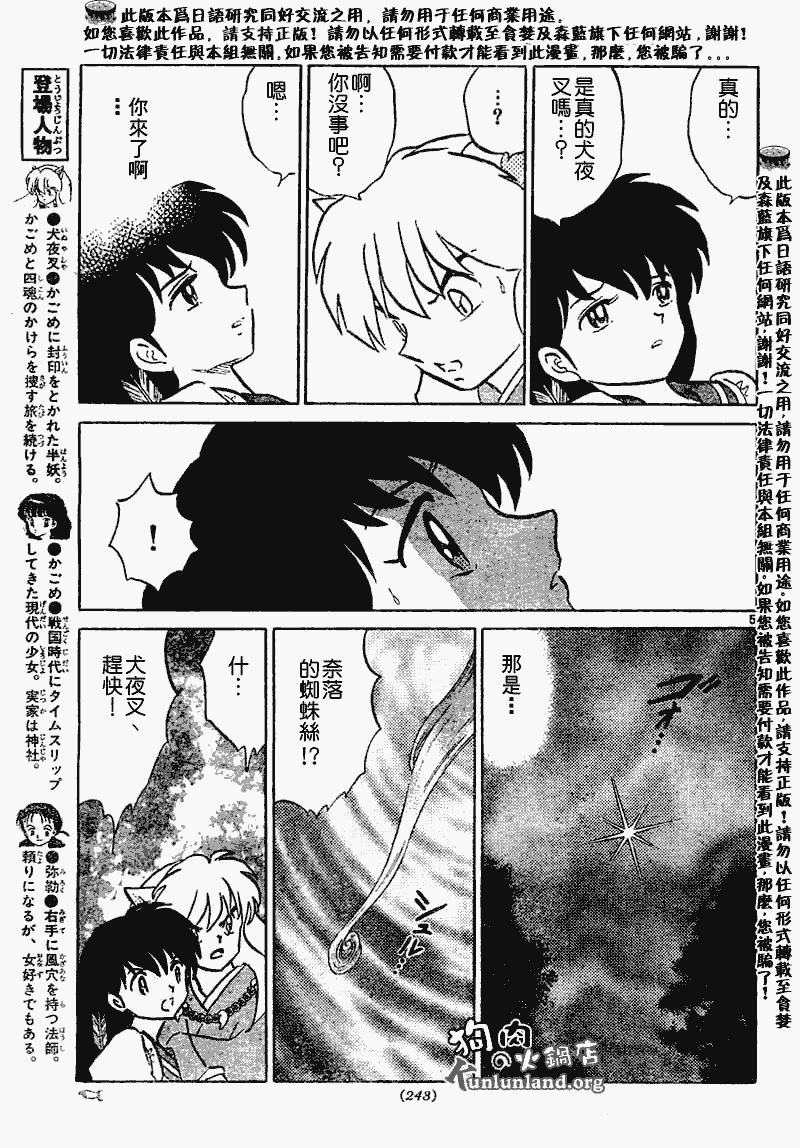 此版本爲日語研究同好交流之用，請勿用于任何商業用途。
如您喜歡此作品，請支持正版！請勿以任何形式轉載至貪婪及森藍旗下任何網站，謝謝！
一切法律責任與本組無關。如果您被告知需要付款才能看到此漫畫，那麼，您被騙了...
此版本爲日語研究同好交流之用，請勿用于任何商業用途。如您喜歡此作品，請支持正版！請勿以任何形式轉載至貪婪
及森藍旗下任何網站，謝謝！一切法律責任與本組無關。如果您被告知需要付款才能看到此漫畫，那麼，您被騙了！
真的…
是真的犬夜
叉嗎…？
…？
啊…
你沒事吧？
嗯…
你來了啊
…
！
5
那是…
ゴオ
奈落
的蜘蛛絲!?
シュルッ
什…
犬夜叉、
趕快！
登場人物
●犬夜叉●かごめに封印をとかれた半妖。
かごめと四魂のかけらを捜す旅を続ける。
●かごめ●戦国時代にタイムスリップ
してきた現代の少女。実家は神社。
●弥勒●右手に風穴を持つ法師。
頼りになるが、女好きでもある。
(243)
狗肉の火鍋店
Kunlunland.org